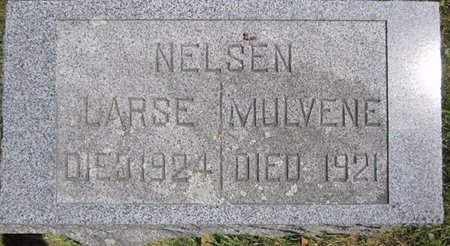 NELSEN
LARSE MULVENE
DIED 1924 DIED 1921